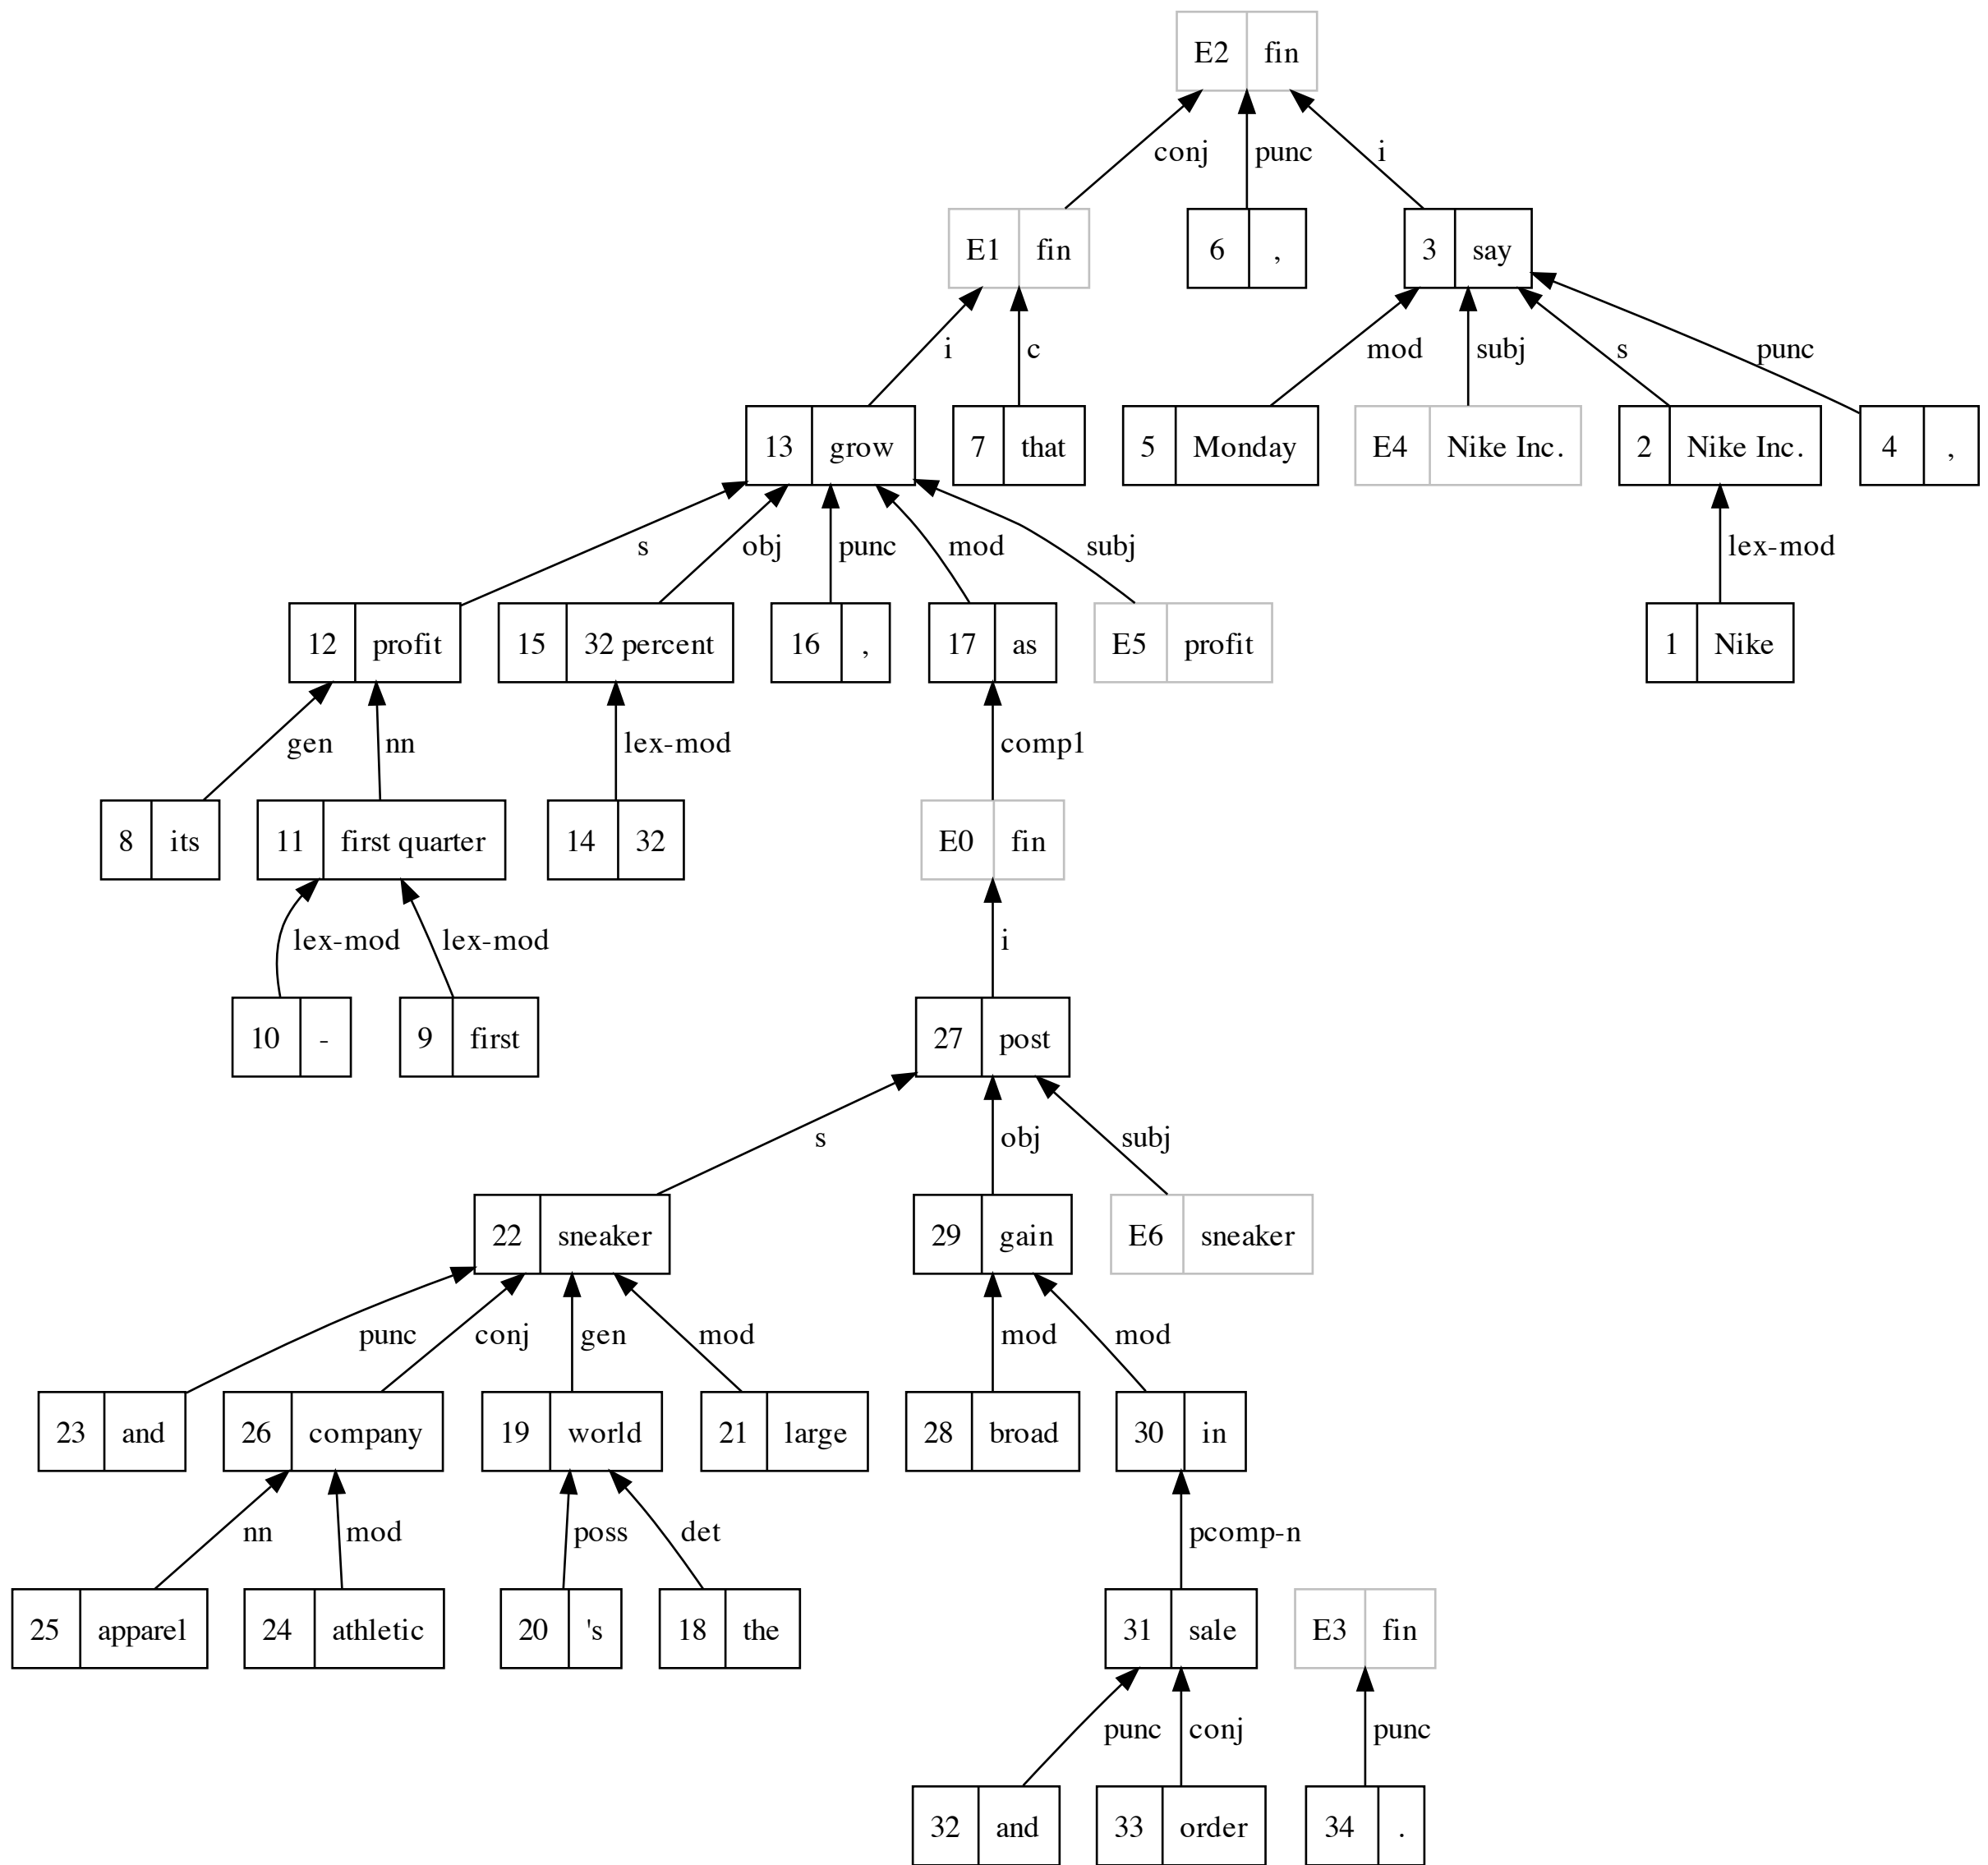 E2 fin
conj punc i
E1 fin 6 , 3 say
i c mod subj s punc
13 grow 7 that 5 Monday E4 Nike Inc. 2 Nike Inc. 4 ,
s obj punc mod subj lex-mod
12 profit 15 32 percent 16 , 17 as E5 profit 1 Nike
gen nn lex-mod comp1
8 its 11 first quarter 14 32 E0 fin
lex-mod lex-mod i
10 - 9 first 27 post
s obj subj
22 sneaker 29 gain E6 sneaker
punc conj gen mod mod mod
23 and 26 company 19 world 21 large 28 broad 30 in
nn mod poss det pcomp-n
25 apparel 24 athletic 20 's 18 the 31 sale E3 fin
punc conj punc
32 and 33 order 34 .